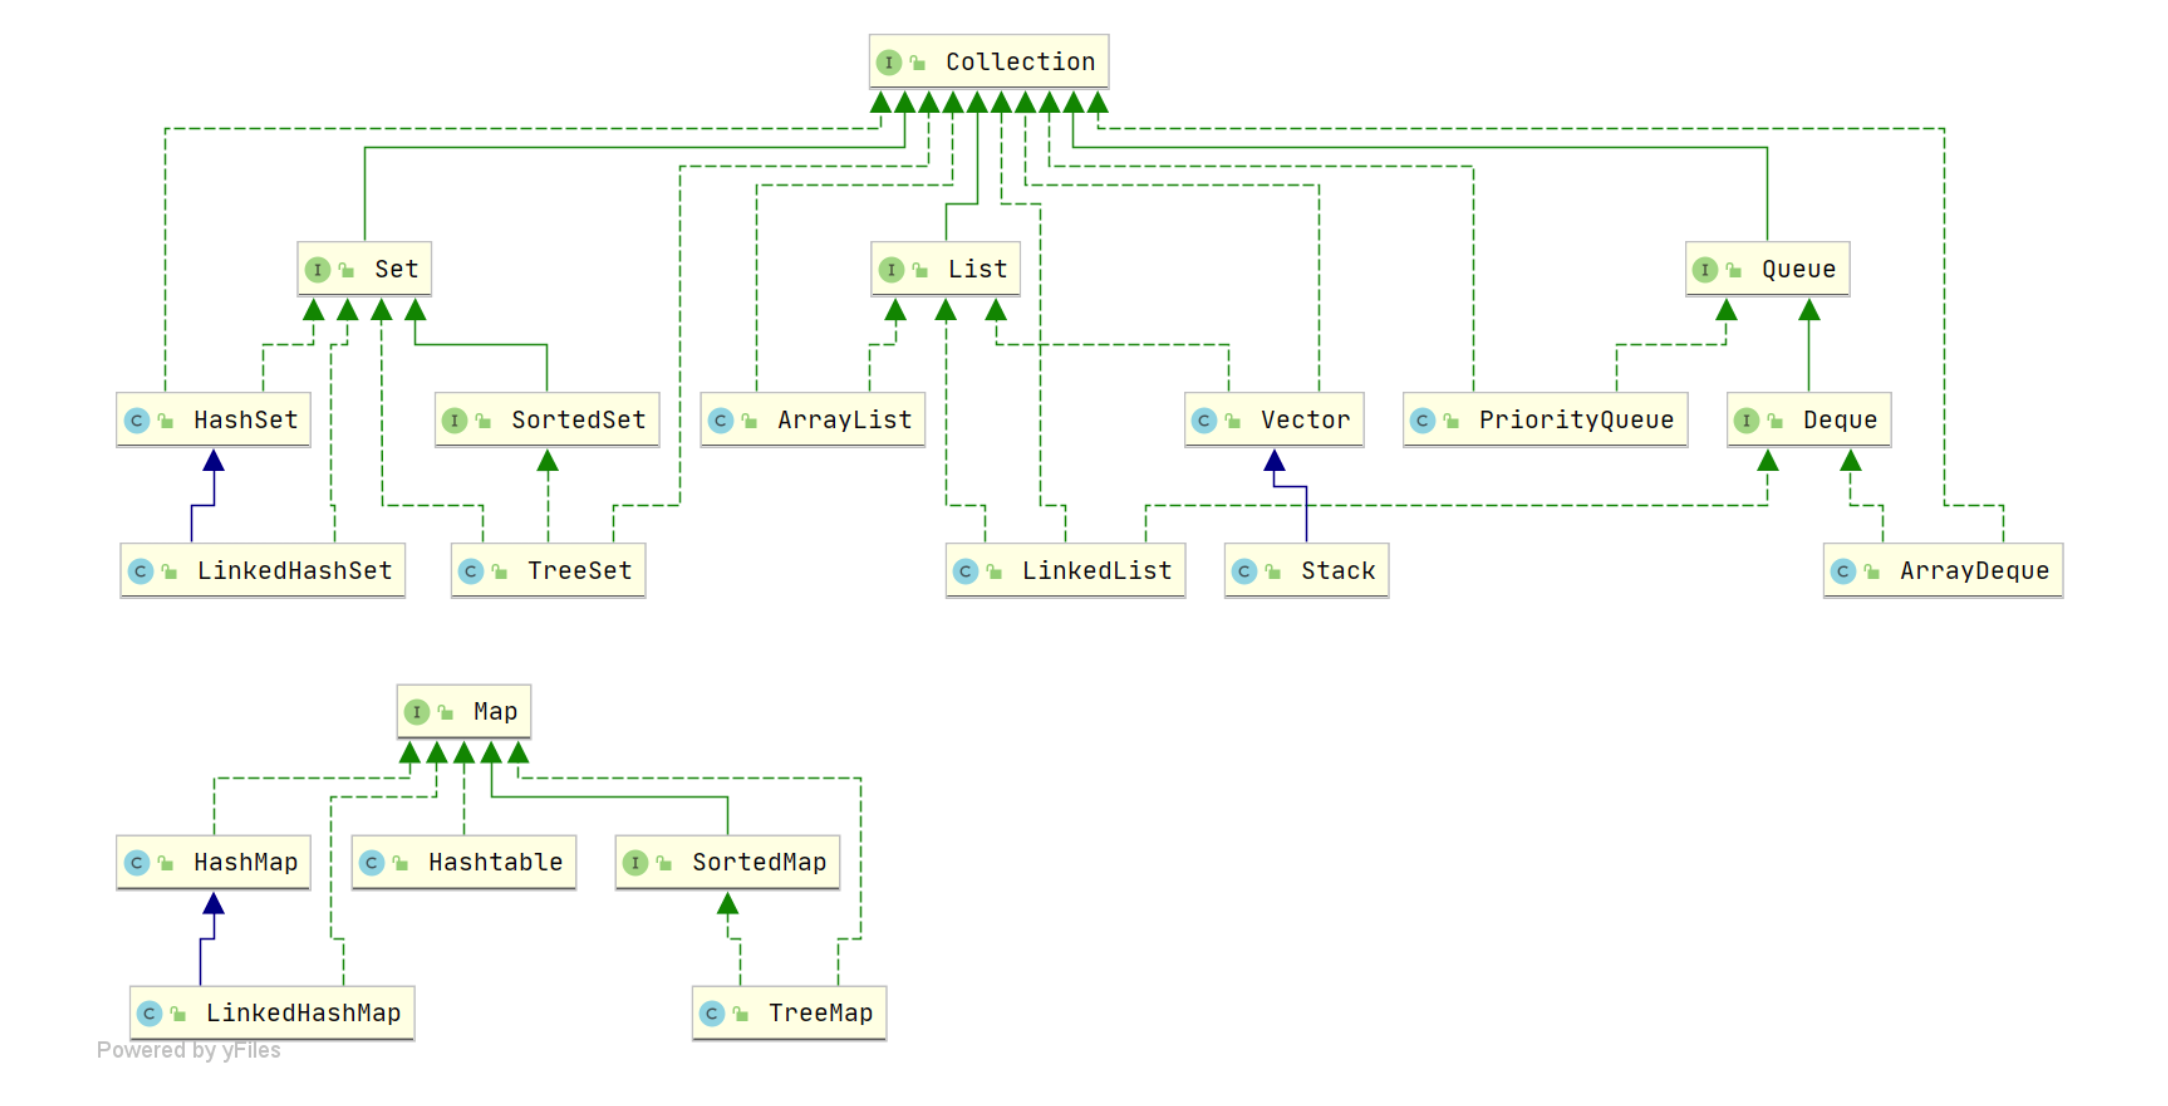 I Collection
I Set
I List
I Queue
C HashSet
I SortedSet
C ArrayList
C Vector
C PriorityQueue
I Deque
C LinkedHashSet
C TreeSet
C LinkedList
C Stack
C ArrayDeque
I Map
C HashMap
C Hashtable
I SortedMap
C LinkedHashMap
C TreeMap
Powered by yFiles